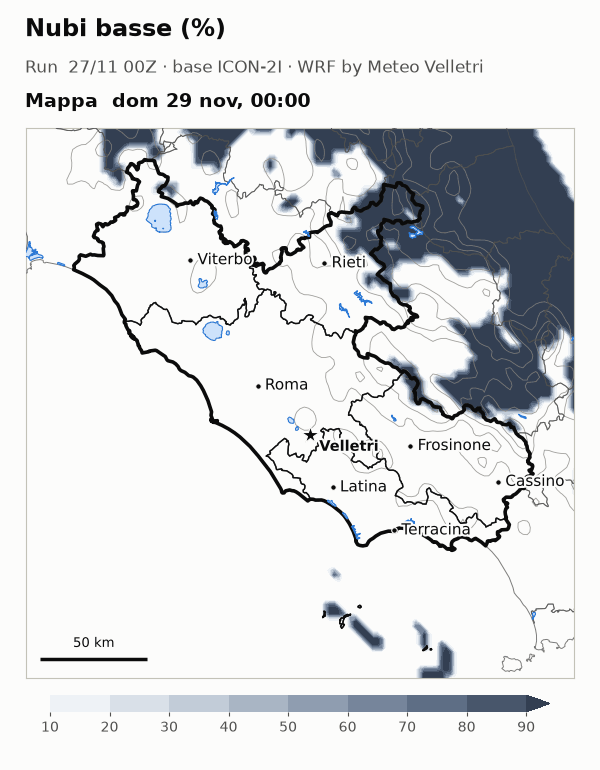 Nubi basse (%)
Run  27/11 00Z · base ICON-2I · WRF by Meteo Velletri
Mappa  dom 29 nov, 00:00
Viterbo
Rieti
Roma
Velletri
Frosinone
Latina
Cassino
Terracina
50 km
10 20 30 40 50 60 70 80 90